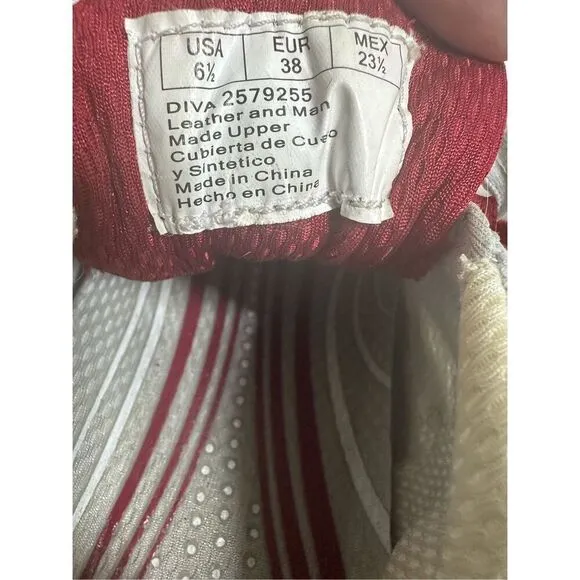 USA EUR MEX
6½ 38 23½
DIVA 2579255
Leather and Man
Made Upper
Cubierta de Cuero
y Sintetico
Made in China
Hecho en China